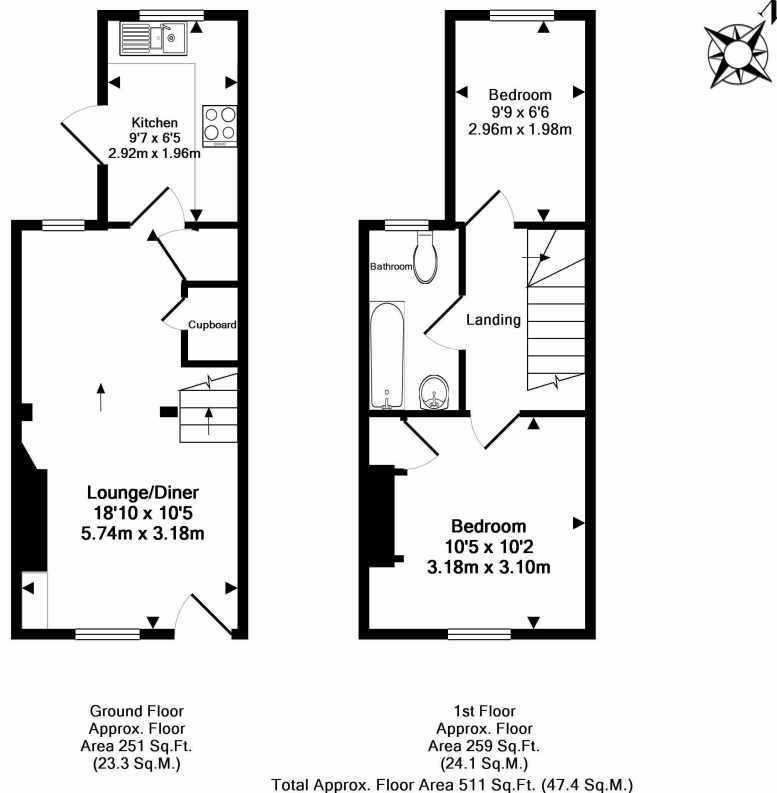 Kitchen
9'7 x 6'5
2.92m x 1.96m
Cupboard
Lounge/Diner
18'10 x 10'5
5.74m x 3.18m
Bedroom
9'9 x 6'6
2.96m x 1.98m
Bathroom
Landing
Bedroom
10'5 x 10'2
3.18m x 3.10m
Ground Floor
Approx. Floor
Area 251 Sq.Ft.
(23.3 Sq.M.)
1st Floor
Approx. Floor
Area 259 Sq.Ft.
(24.1 Sq.M.)
Total Approx. Floor Area 511 Sq.Ft. (47.4 Sq.M.)